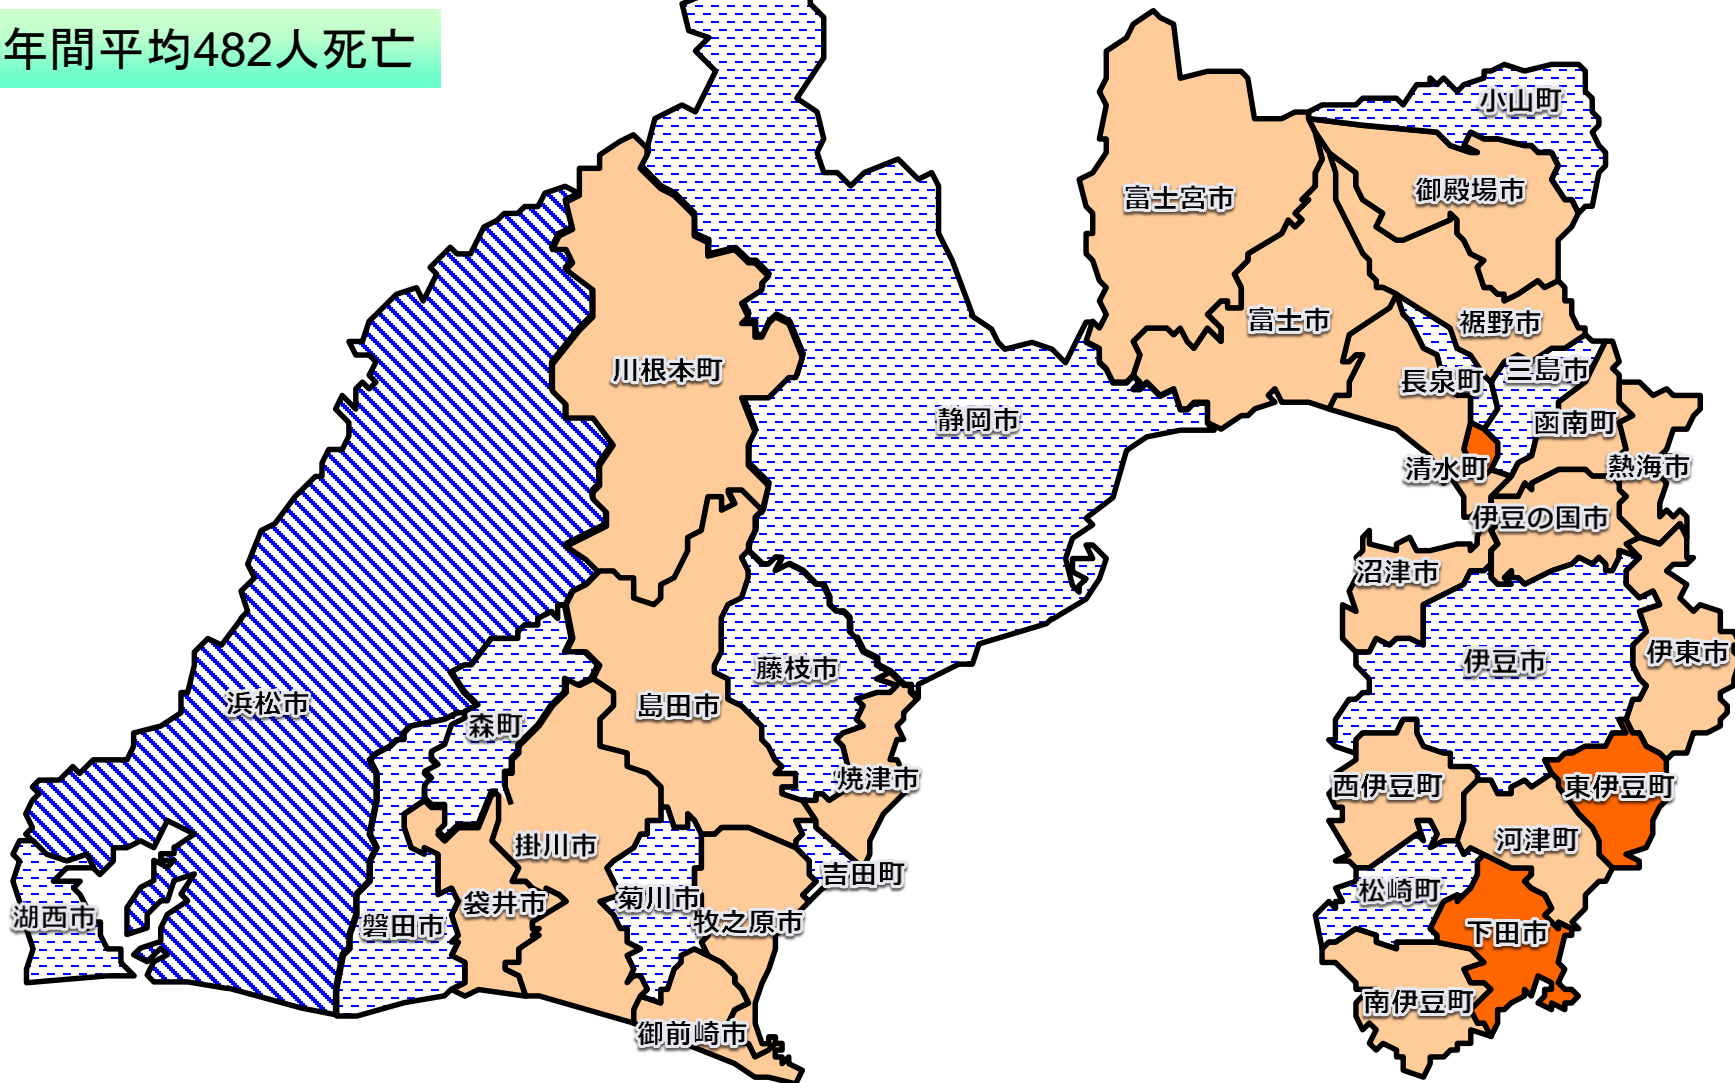 年間平均482人死亡
小山町
御殿場市
富士宮市
富士市
裾野市
川根本町
三島市
長泉町
静岡市
函南町
清水町
熱海市
伊豆の国市
沼津市
伊東市
伊豆市
藤枝市
浜松市
島田市
森町
焼津市
西伊豆町
東伊豆町
河津町
掛川市
吉田町
松崎町
菊川市
袋井市
湖西市
牧之原市
磐田市
下田市
南伊豆町
御前崎市